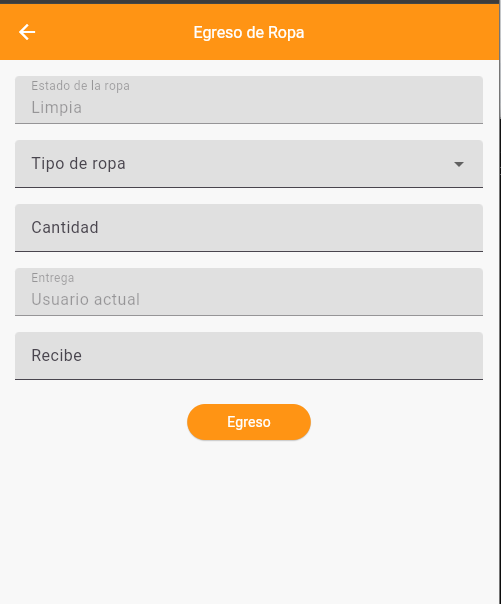 Egreso de Ropa
Estado de la ropa
Limpia
Tipo de ropa
Cantidad
Entrega
Usuario actual
Recibe
Egreso